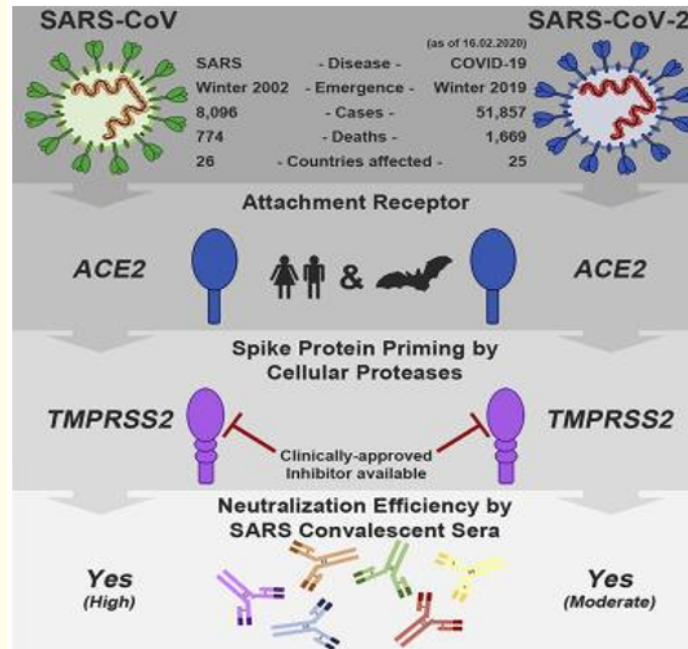 SARS-CoV
SARS-CoV-2
(as of 16.02.2020)
SARS - Disease - COVID-19
Winter 2002 - Emergence - Winter 2019
8,096 - Cases - 51,857
774 - Deaths - 1,669
26 - Countries affected - 25
Attachment Receptor
ACE2 & ACE2
Spike Protein Priming by
Cellular Proteases
TMPRSS2 TMPRSS2
Clinically-approved
Inhibitor available
Neutralization Efficiency by
SARS Convalescent Sera
Yes Yes
(High) (Moderate)